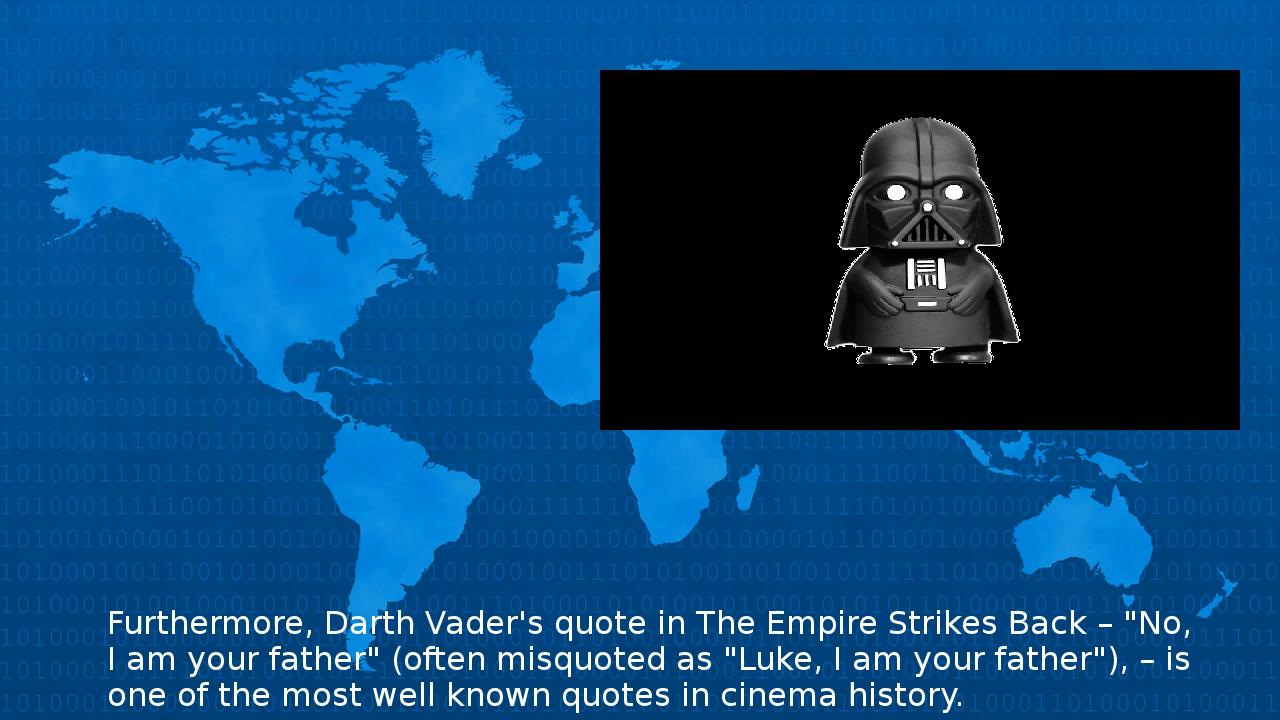 Furthermore, Darth Vader's quote in The Empire Strikes Back – "No,
I am your father" (often misquoted as "Luke, I am your father"), – is
one of the most well known quotes in cinema history.